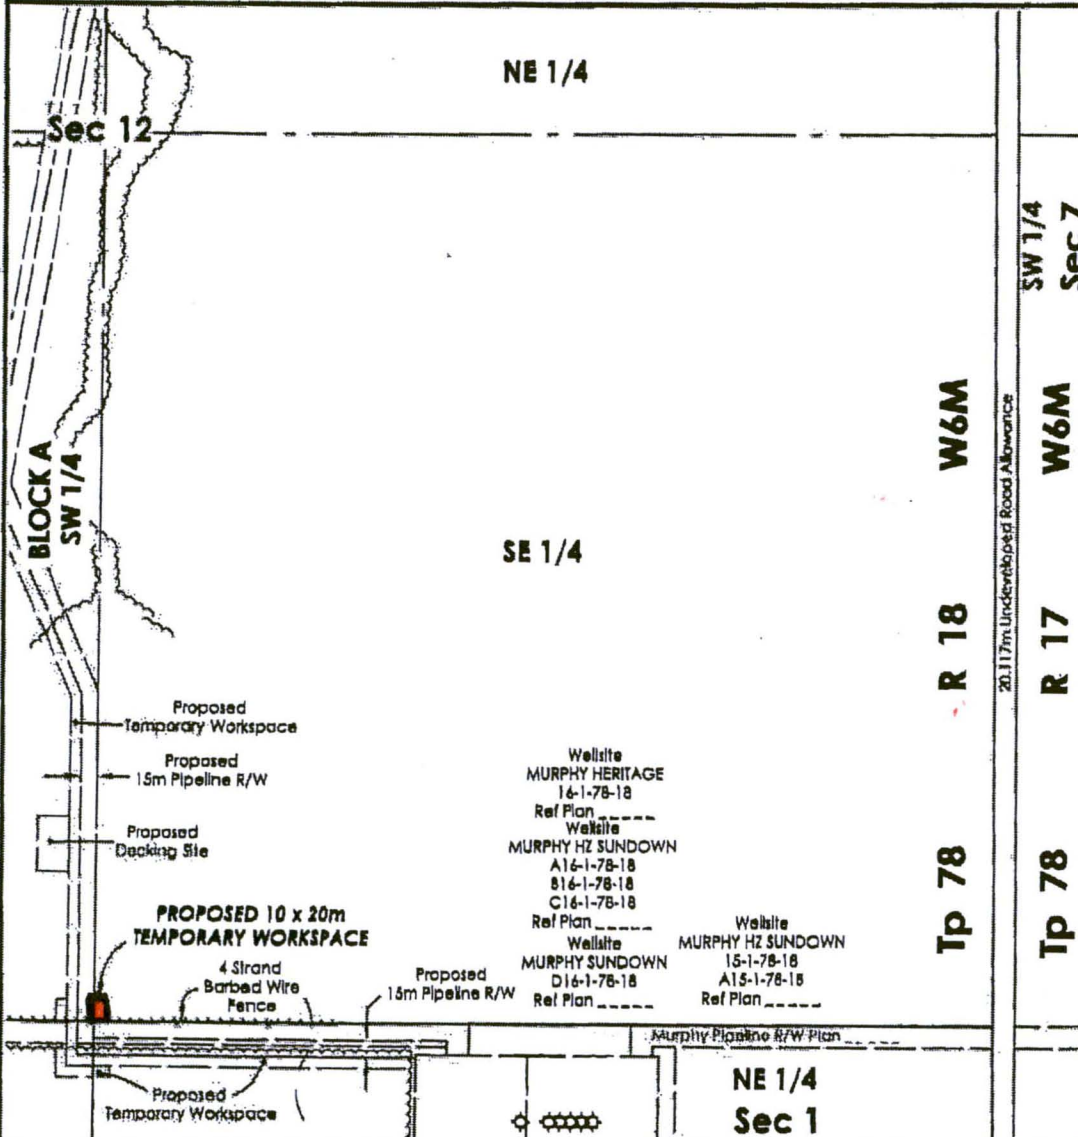 NE 1/4
Sec 12
SW 1/4
Sec 7
BLOCK A
SW 1/4
SE 1/4
W6M
W6M
20.117m Undeveloped Road Allowance
R 18
R 17
Tp 78
Tp 78
Proposed
Temporary Workspace
Proposed
15m Pipeline R/W
Proposed
Decking Site
PROPOSED 10 x 20m
TEMPORARY WORKSPACE
4 Strand
Barbed Wire
Fence
Proposed
15m Pipeline R/W
Wellsite
MURPHY HERITAGE
16-1-78-18
Ref Plan _____
Wellsite
MURPHY HZ SUNDOWN
A16-1-78-18
B16-1-78-18
C16-1-78-18
Ref Plan _____
Wellsite
MURPHY SUNDOWN
D16-1-78-18
Ref Plan _____
Wellsite
MURPHY HZ SUNDOWN
15-1-78-18
A15-1-78-18
Ref Plan _____
Murphy Pipeline R/W Plan _____
Proposed
Temporary Workspace
NE 1/4
Sec 1